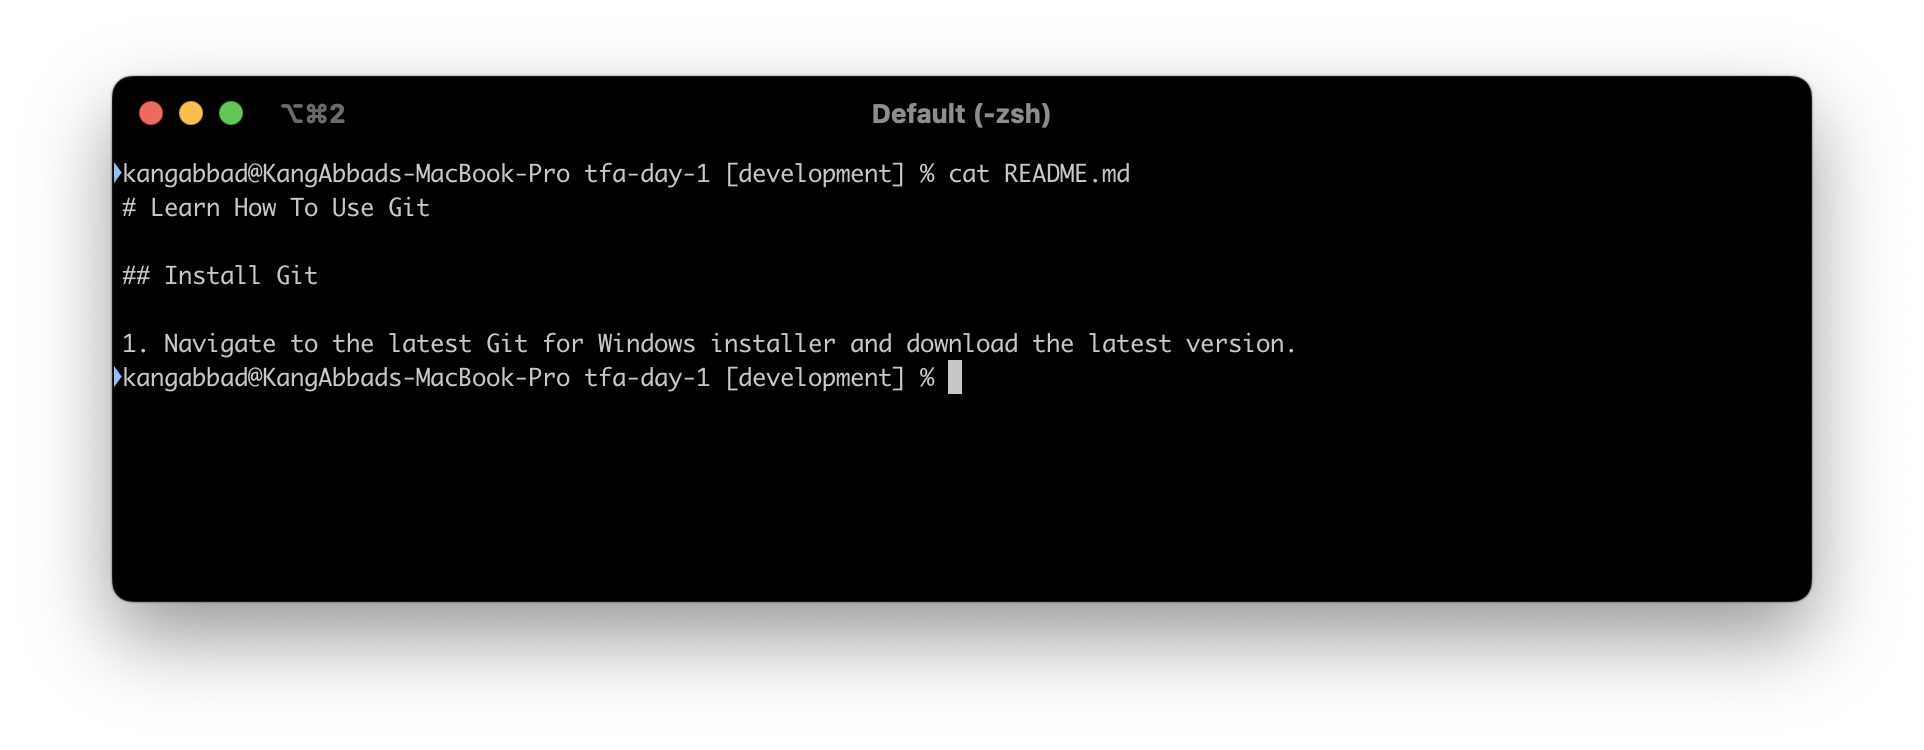 ⌥⌘2
Default (-zsh)
kangabbad@KangAbbads-MacBook-Pro tfa-day-1 [development] % cat README.md
# Learn How To Use Git
## Install Git
1. Navigate to the latest Git for Windows installer and download the latest version.
kangabbad@KangAbbads-MacBook-Pro tfa-day-1 [development] %